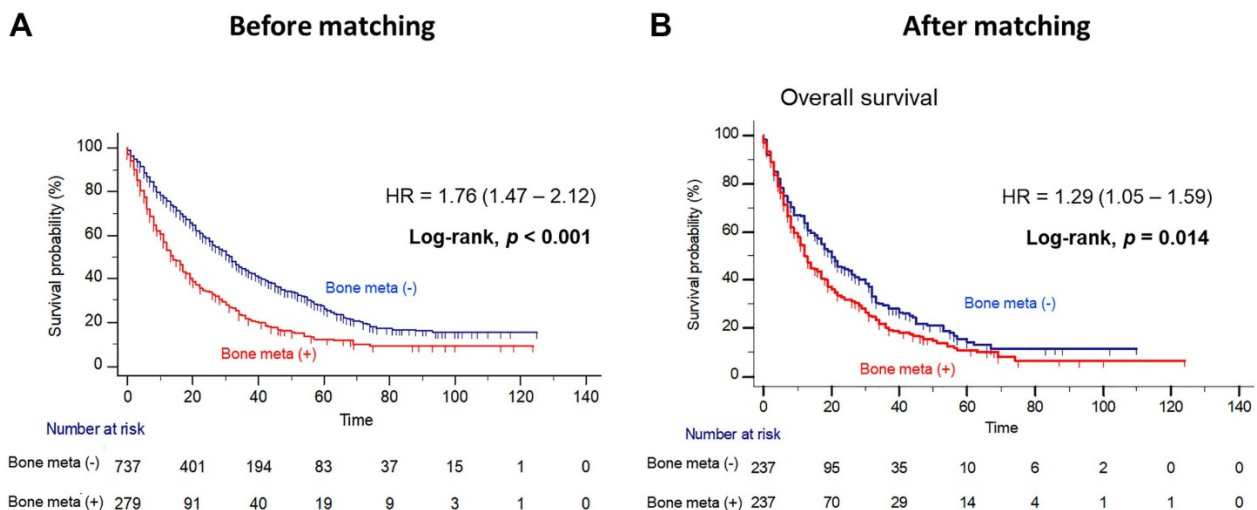 A
Before matching
Survival probability (%)
100
80
60
40
20
0
HR = 1.76 (1.47 – 2.12)
Log-rank, p < 0.001
Bone meta (-)
Bone meta (+)
0 20 40 60 80 100 120 140
Time
Number at risk
Bone meta (-) 737 401 194 83 37 15 1 0
Bone meta (+) 279 91 40 19 9 3 1 0
B
After matching
Overall survival
Survival probability (%)
100
80
60
40
20
0
HR = 1.29 (1.05 – 1.59)
Log-rank, p = 0.014
Bone meta (-)
Bone meta (+)
0 20 40 60 80 100 120 140
Time
Number at risk
Bone meta (-) 237 95 35 10 6 2 0 0
Bone meta (+) 237 70 29 14 4 1 1 0